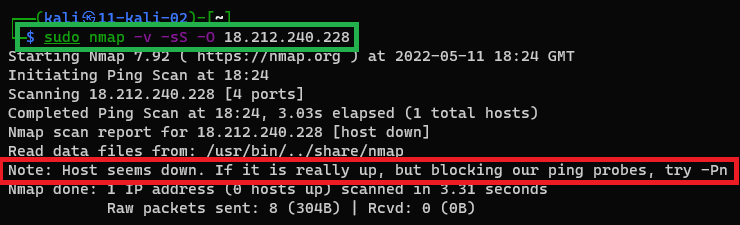 ┌──(kali㉿11-kali-02)-[~]
└─$ sudo nmap -v -sS -O 18.212.240.228
Starting Nmap 7.92 ( https://nmap.org ) at 2022-05-11 18:24 GMT
Initiating Ping Scan at 18:24
Scanning 18.212.240.228 [4 ports]
Completed Ping Scan at 18:24, 3.03s elapsed (1 total hosts)
Nmap scan report for 18.212.240.228 [host down]
Read data files from: /usr/bin/../share/nmap
Note: Host seems down. If it is really up, but blocking our ping probes, try -Pn
Nmap done: 1 IP address (0 hosts up) scanned in 3.31 seconds
Raw packets sent: 8 (304B) | Rcvd: 0 (0B)